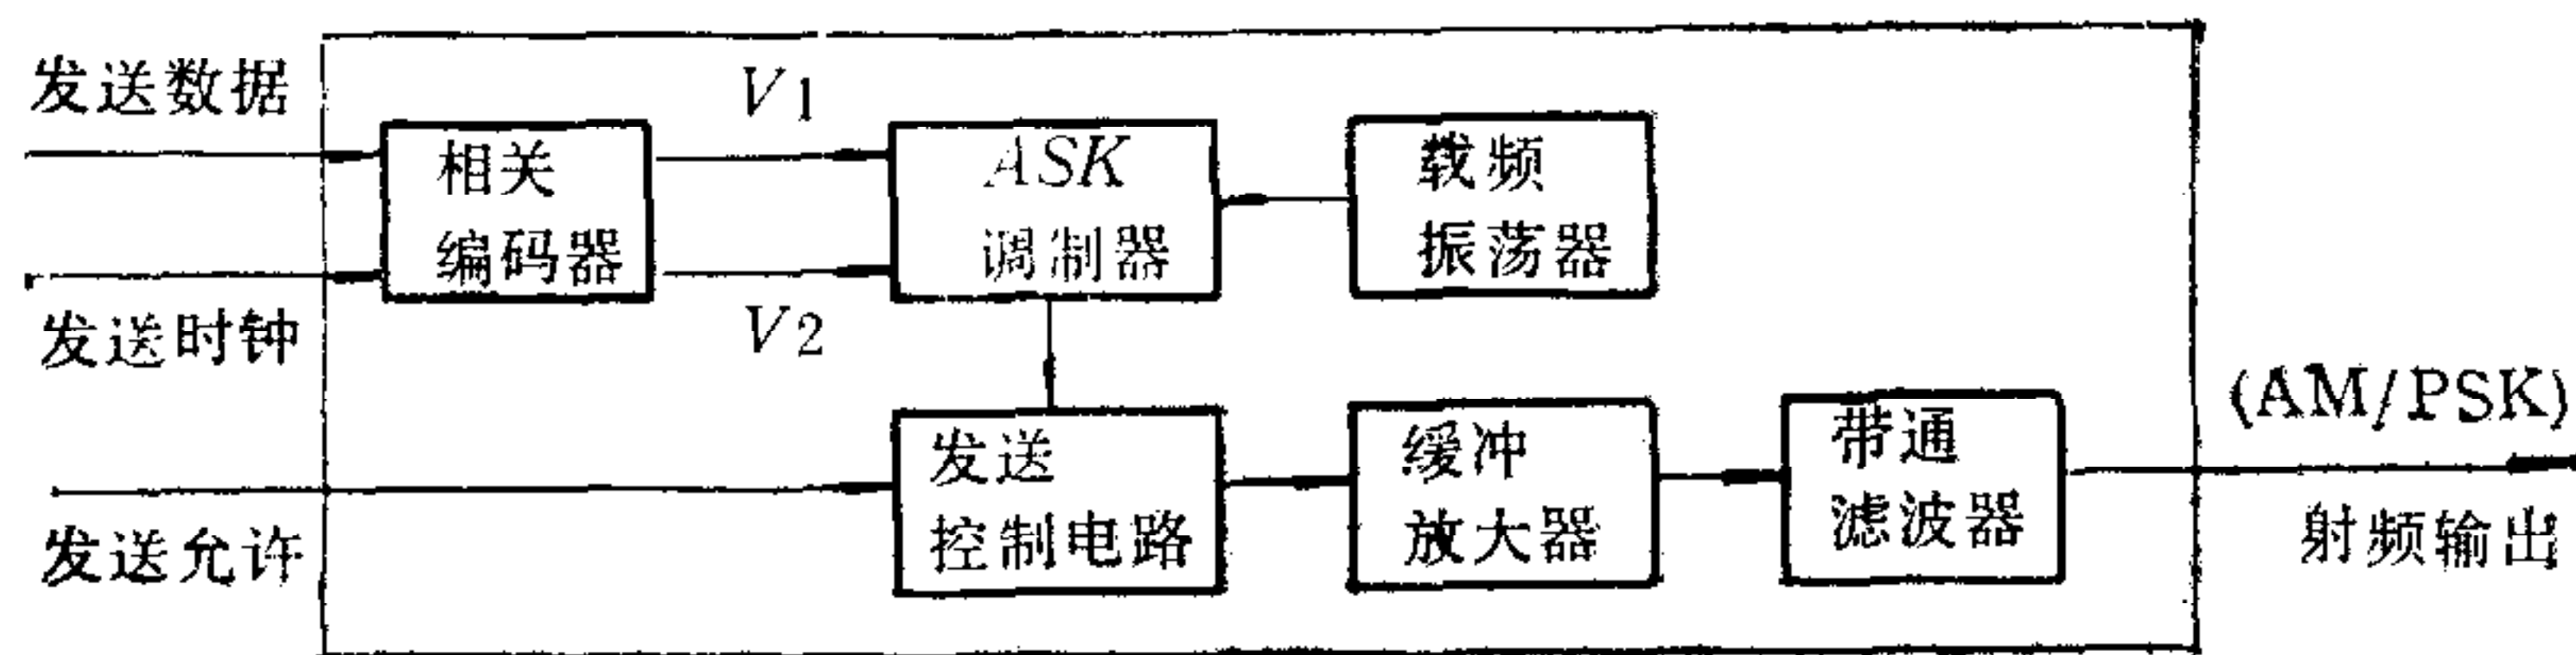 发送数据
发送时钟
发送允许
相关
编码器
V1
V2
ASK
调制器
载频
振荡器
发送
控制电路
缓冲
放大器
带通
滤波器
(AM/PSK)
射频输出